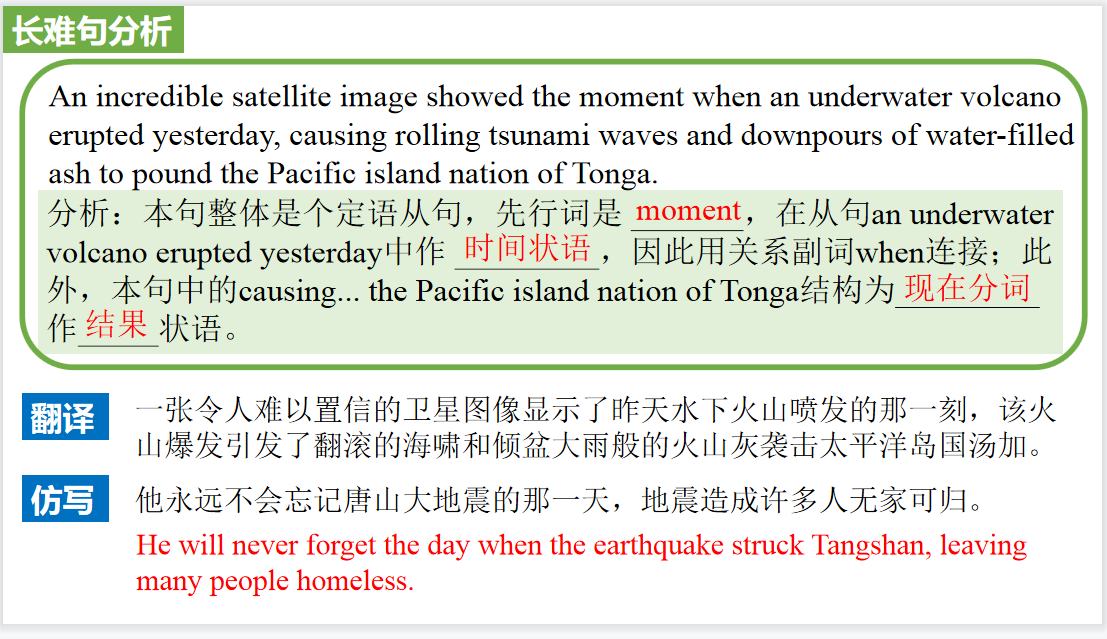 长难句分析
An incredible satellite image showed the moment when an underwater volcano
erupted yesterday, causing rolling tsunami waves and downpours of water-filled
ash to pound the Pacific island nation of Tonga.
分析：本句整体是个定语从句，先行词是 moment，在从句an underwater
volcano erupted yesterday中作 时间状语，因此用关系副词when连接；此
外，本句中的causing... the Pacific island nation of Tonga结构为 现在分词
作 结果 状语。
翻译 一张令人难以置信的卫星图像显示了昨天水下火山喷发的那一刻，该火
山爆发引发了翻滚的海啸和倾盆大雨般的火山灰袭击太平洋岛国汤加。
仿写 他永远不会忘记唐山大地震的那一天，地震造成许多人无家可归。
He will never forget the day when the earthquake struck Tangshan, leaving
many people homeless.